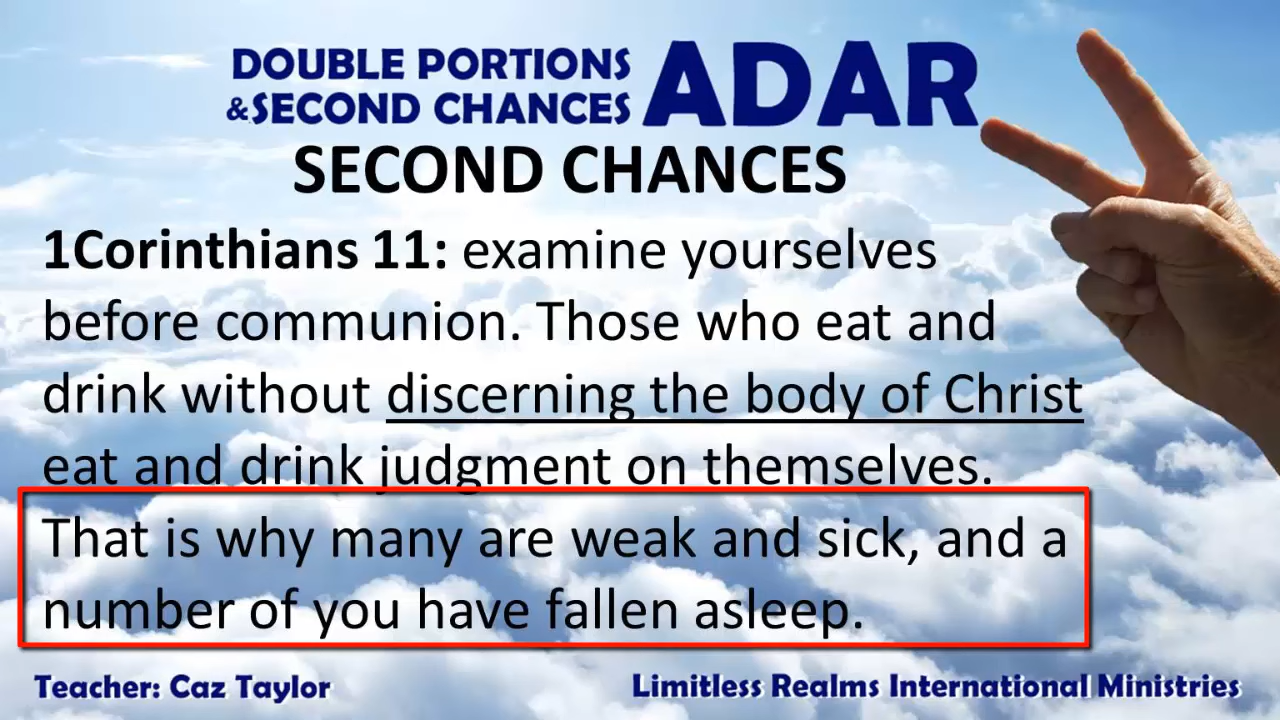 DOUBLE PORTIONS
&SECOND CHANCES
ADAR
SECOND CHANCES
1Corinthians 11: examine yourselves
before communion. Those who eat and
drink without discerning the body of Christ
eat and drink judgment on themselves.
That is why many are weak and sick, and a
number of you have fallen asleep.
Teacher: Caz Taylor
Limitless Realms International Ministries